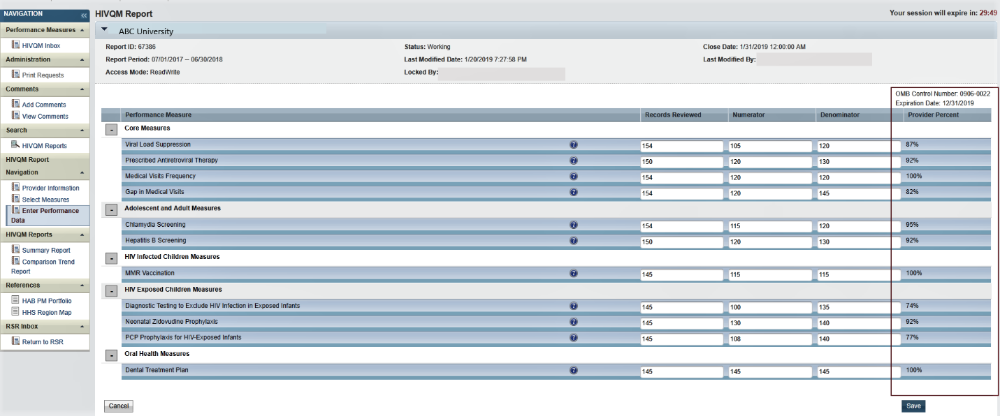 NAVIGATION «
Performance Measures
HIVQM Inbox
Administration
Print Requests
Comments
Add Comments
View Comments
Search
HIVQM Reports
HIVQM Report
Navigation
Provider Information
Select Measures
Enter Performance
Data
HIVQM Reports
Summary Report
Comparison Trend
Report
References
HAB PM Portfolio
HHS Region Map
RSR Inbox
Return to RSR
HIVQM Report
Your session will expire in: 29:49
ABC University
Report ID: 67386 Status: Working Close Date: 1/31/2019 12:00:00 AM
Report Period: 07/01/2017 -- 06/30/2018 Last Modified Date: 1/20/2019 7:27:58 PM Last Modified By:
Access Mode: ReadWrite Locked By:
OMB Control Number: 0906-0022
Expiration Date: 12/31/2019
Performance Measure Records Reviewed Numerator Denominator Provider Percent
- Core Measures
Viral Load Suppression ? 154 105 120 87%
Prescribed Antiretroviral Therapy ? 150 120 130 92%
Medical Visits Frequency ? 154 120 120 100%
Gap in Medical Visits ? 154 120 145 82%
- Adolescent and Adult Measures
Chlamydia Screening ? 154 115 120 95%
Hepatitis B Screening ? 150 120 130 92%
- HIV Infected Children Measures
MMR Vaccination ? 145 115 115 100%
- HIV Exposed Children Measures
Diagnostic Testing to Exclude HIV Infection in Exposed Infants ? 145 100 135 74%
Neonatal Zidovudine Prophylaxis ? 145 130 140 92%
PCP Prophylaxis for HIV-Exposed Infants ? 145 108 140 77%
- Oral Health Measures
Dental Treatment Plan ? 145 145 145 100%
Cancel Save